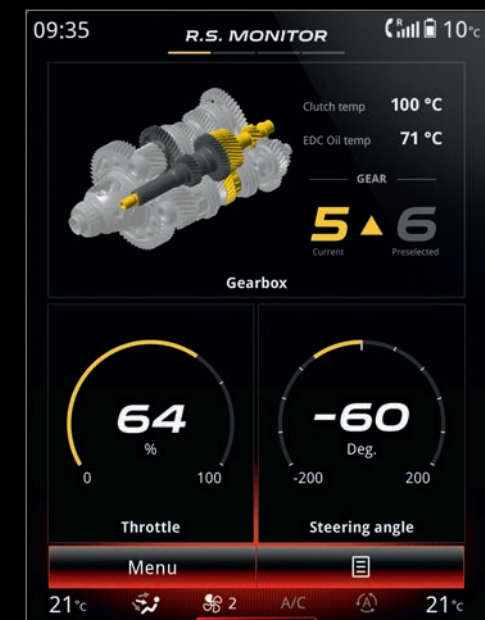 09:35 R.S. MONITOR R 10°c
Clutch temp 100 °C
EDC Oil temp 71 °C
GEAR
5 6
Current Preselected
Gearbox
64 -60
% Deg.
0 100 -200 200
Throttle Steering angle
Menu
21°c 2 A/C A 21°c